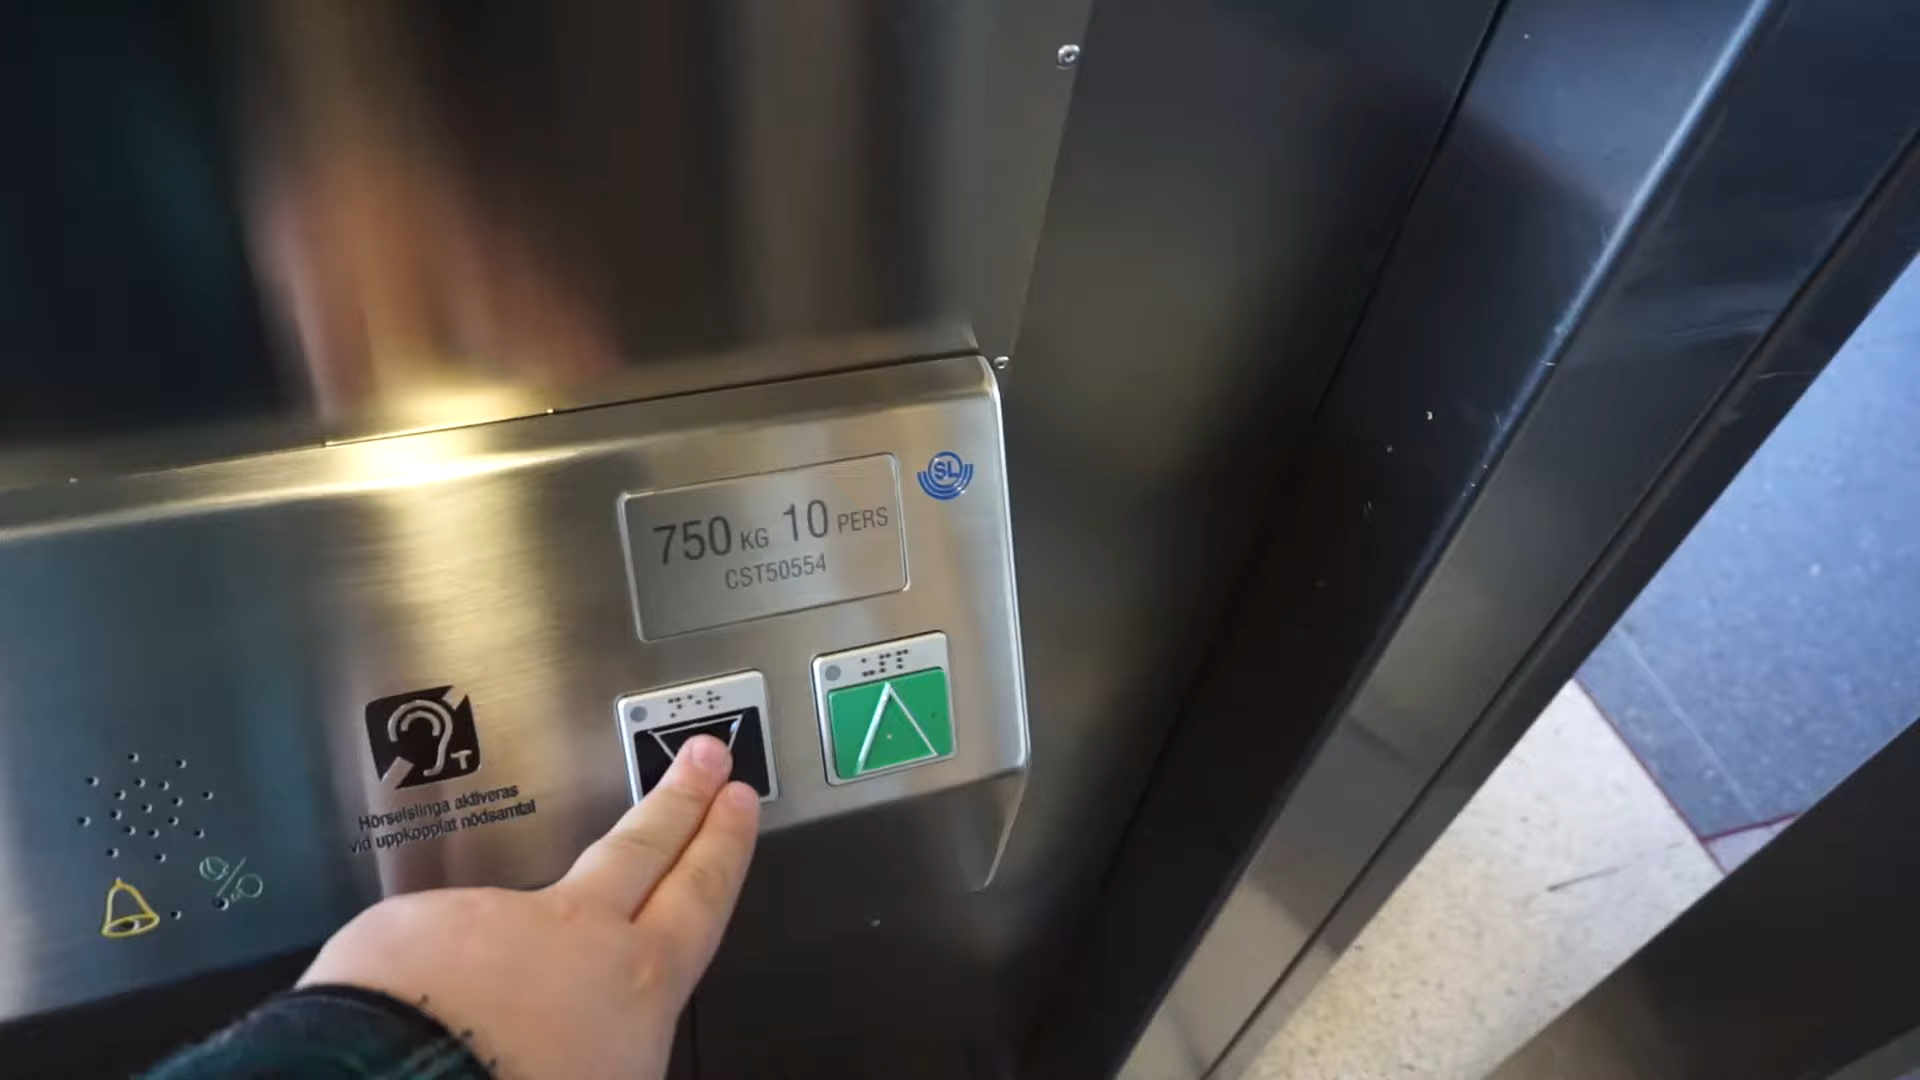 SL
750 KG 10 PERS
CST50554
T
Hörselslinga aktiveras
vid uppkopplat nödsamtal